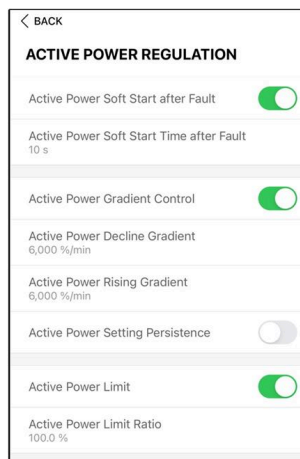 BACK
ACTIVE POWER REGULATION
Active Power Soft Start after Fault
Active Power Soft Start Time after Fault
10 s
Active Power Gradient Control
Active Power Decline Gradient
6,000 %/min
Active Power Rising Gradient
6,000 %/min
Active Power Setting Persistence
Active Power Limit
Active Power Limit Ratio
100.0 %